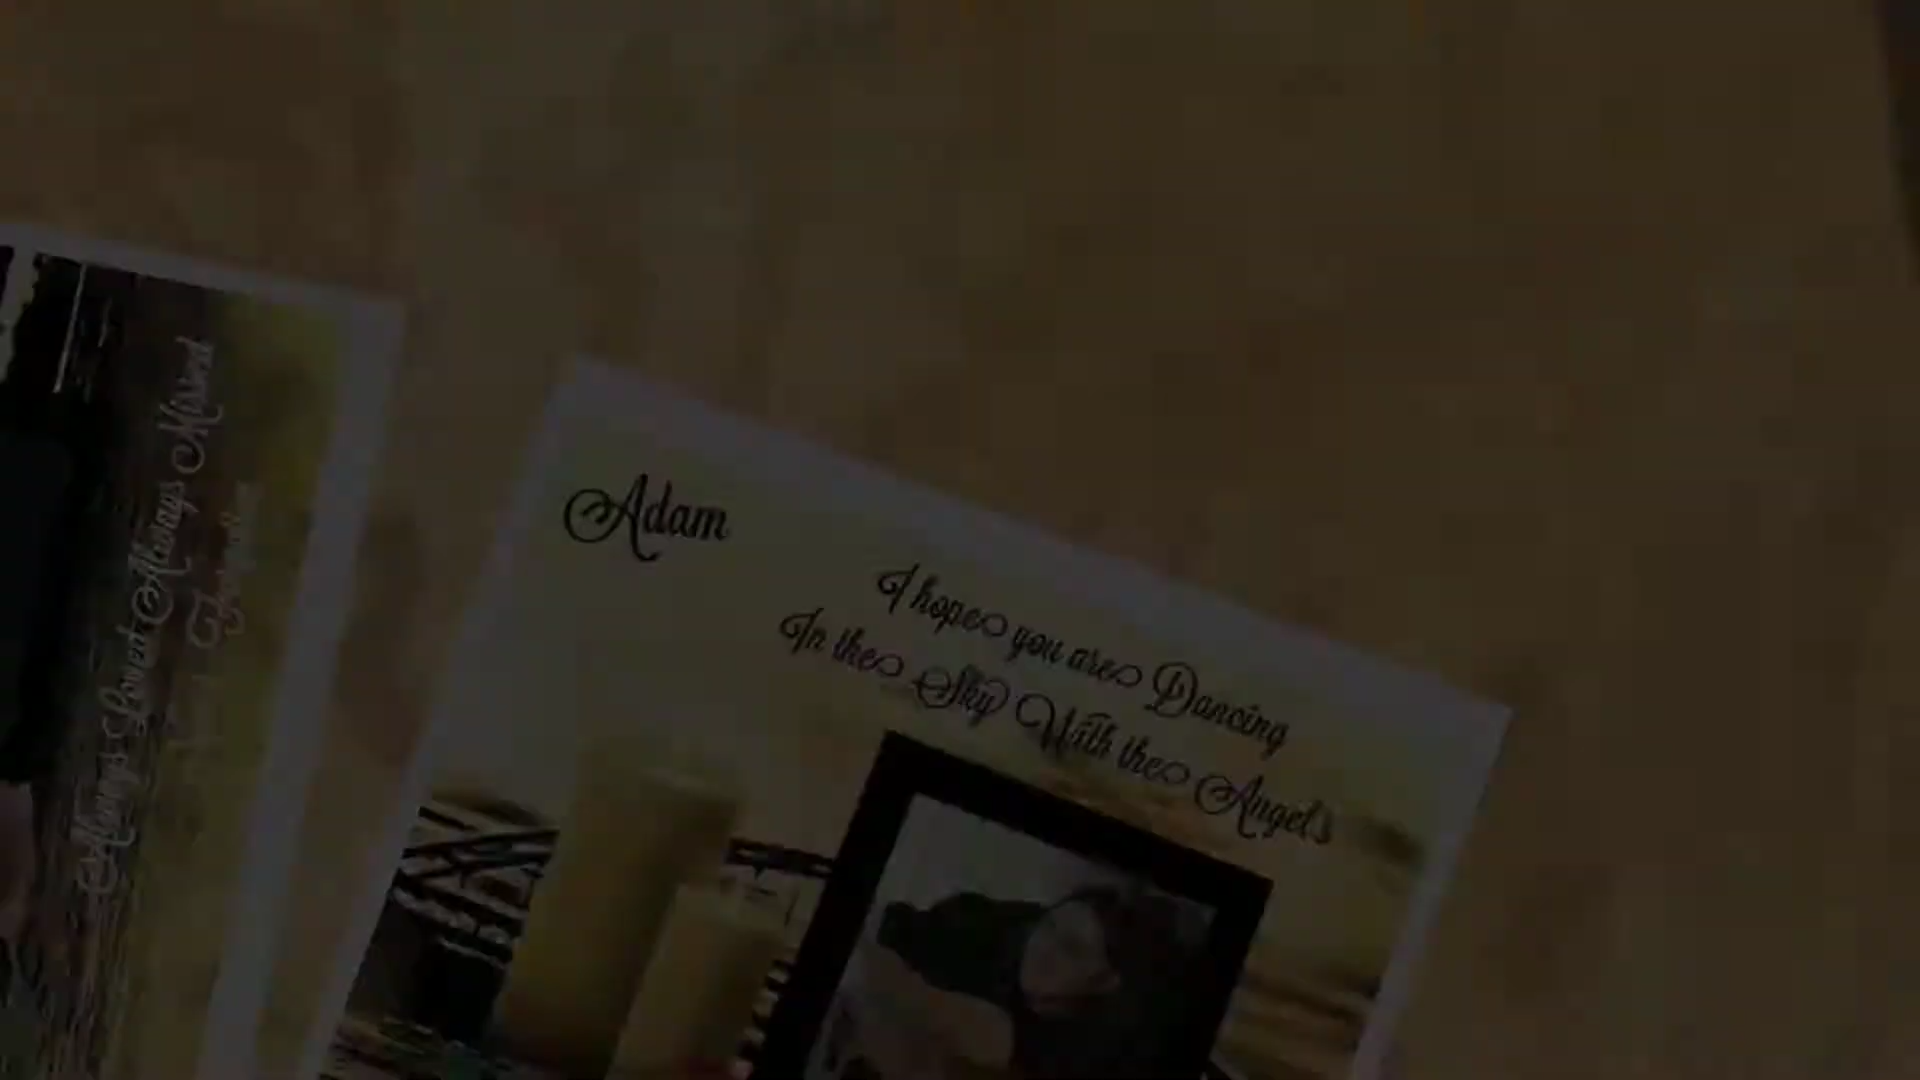 Always Loved Always Missed
Adam
I hope you are Dancing
In the Sky With the Angels